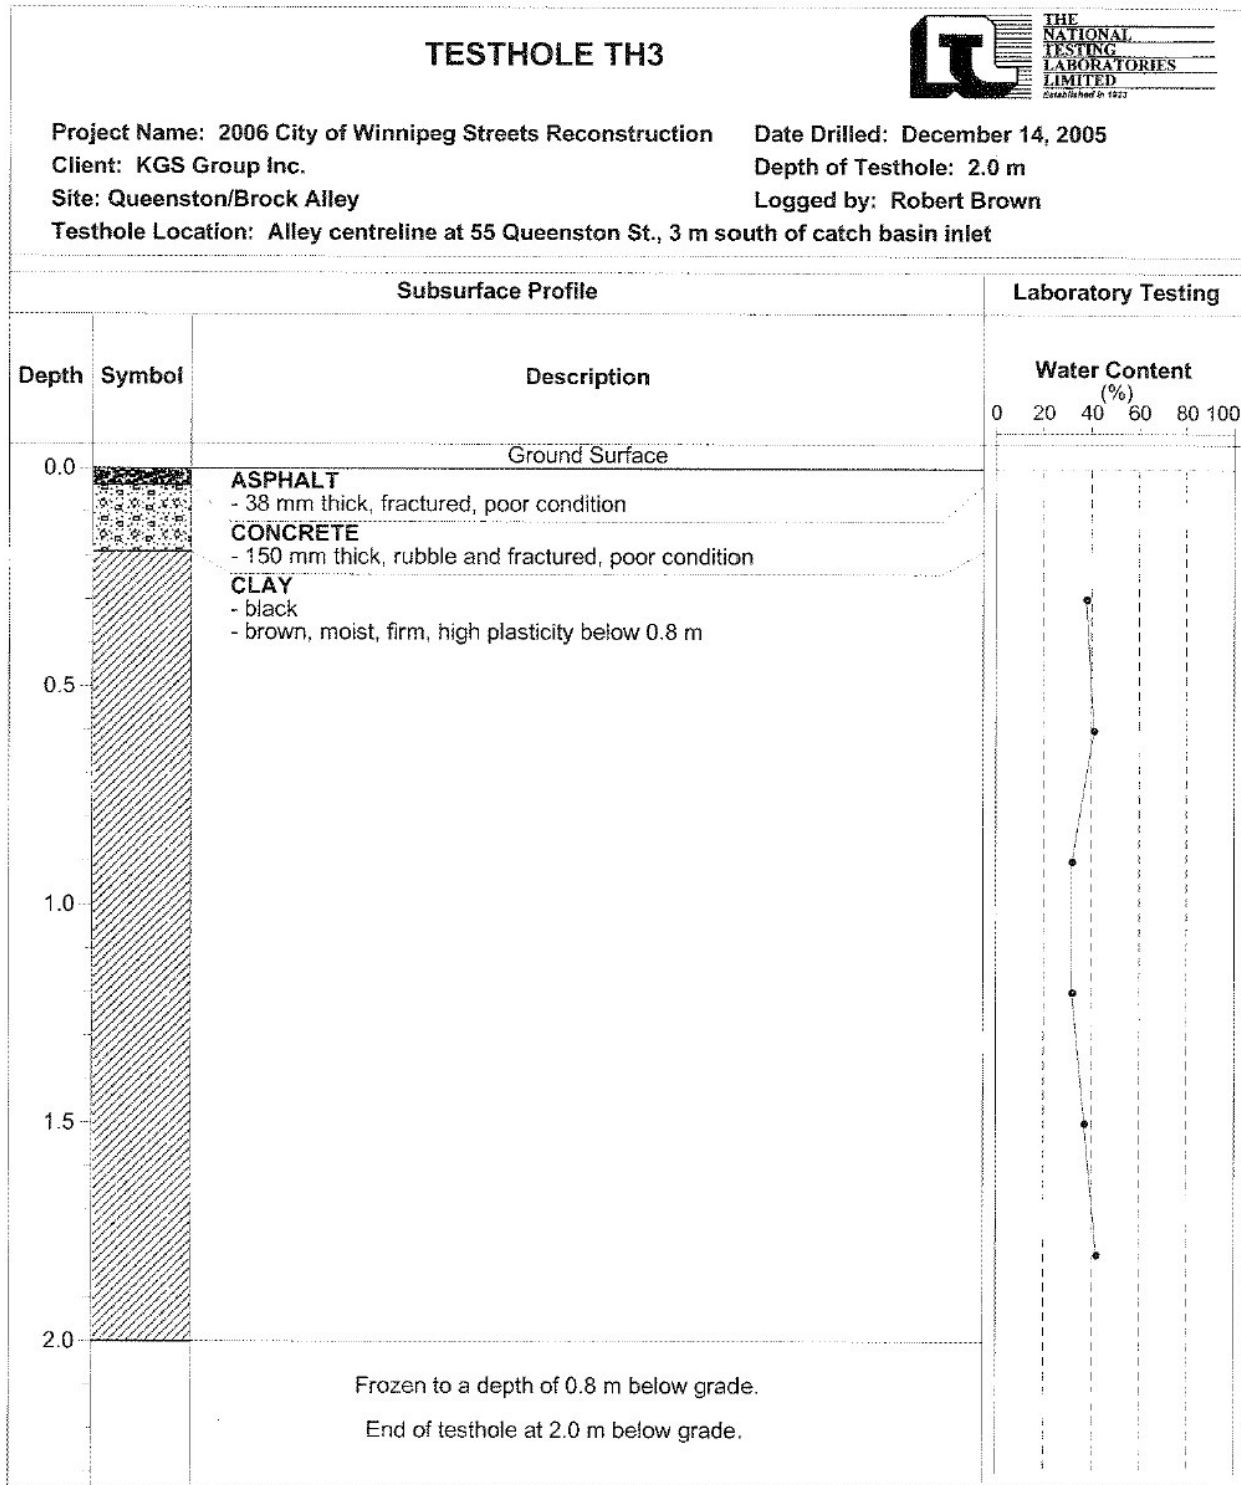 TESTHOLE TH3
THE
NATIONAL
TESTING
LABORATORIES
LIMITED
Established in 1923
Project Name: 2006 City of Winnipeg Streets Reconstruction
Date Drilled: December 14, 2005
Client: KGS Group Inc.
Depth of Testhole: 2.0 m
Site: Queenston/Brock Alley
Logged by: Robert Brown
Testhole Location: Alley centreline at 55 Queenston St., 3 m south of catch basin inlet
Subsurface Profile
Laboratory Testing
Depth
Symbol
Description
Water Content
(%)
0 20 40 60 80 100
Ground Surface
0.0
ASPHALT
- 38 mm thick, fractured, poor condition
CONCRETE
- 150 mm thick, rubble and fractured, poor condition
CLAY
- black
- brown, moist, firm, high plasticity below 0.8 m
0.5
1.0
1.5
2.0
Frozen to a depth of 0.8 m below grade.
End of testhole at 2.0 m below grade.